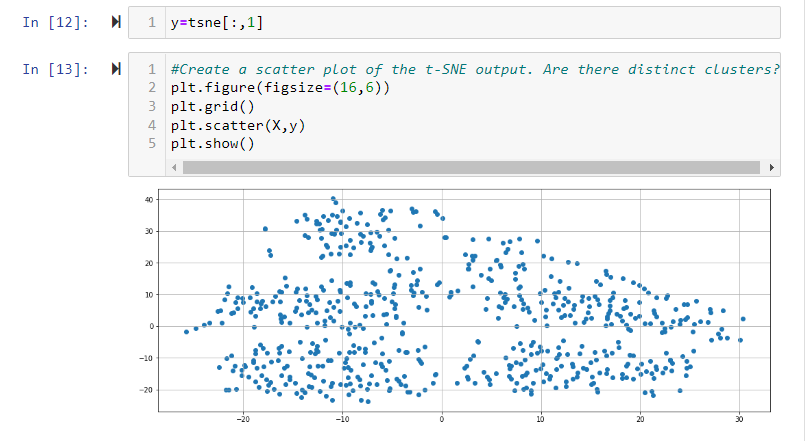 In [12]:
1 y=tsne[:,1]
In [13]:
1 #Create a scatter plot of the t-SNE output. Are there distinct clusters?
2 plt.figure(figsize=(16,6))
3 plt.grid()
4 plt.scatter(X,y)
5 plt.show()
40
30
20
10
0
−10
−20
−20 −10 0 10 20 30